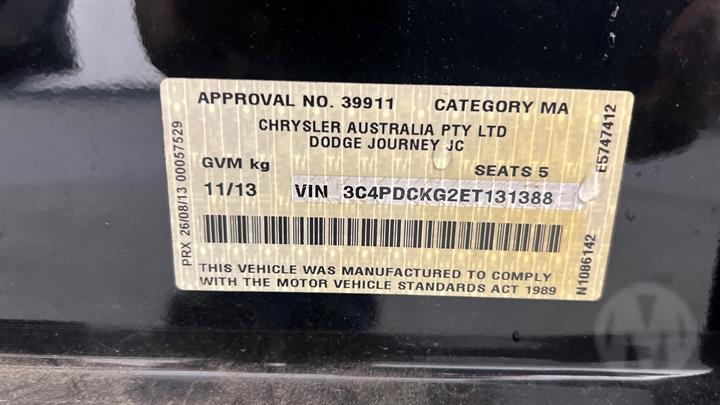 APPROVAL NO. 39911 CATEGORY MA
CHRYSLER AUSTRALIA PTY LTD
DODGE JOURNEY JC
GVM kg SEATS 5
11/13 VIN 3C4PDCKG2ET131388
THIS VEHICLE WAS MANUFACTURED TO COMPLY
WITH THE MOTOR VEHICLE STANDARDS ACT 1989
PRX 26/08/13 00057529
E5747412
N1086142